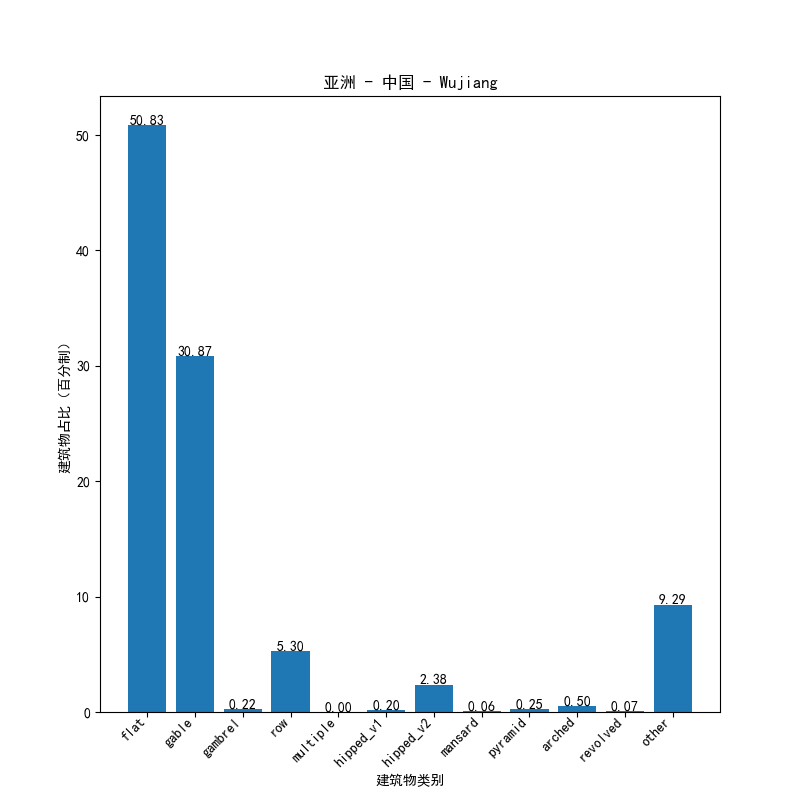 亚洲 - 中国 - Wujiang
建筑物占比（百分制）
50
40
30
20
10
0
50.83
30.87
0.22
5.30
0.00
0.20
2.38
0.06
0.25
0.50
0.07
9.29
flat
gable
gambrel
row
multiple
hipped_v1
hipped_v2
mansard
pyramid
arched
revolved
other
建筑物类别